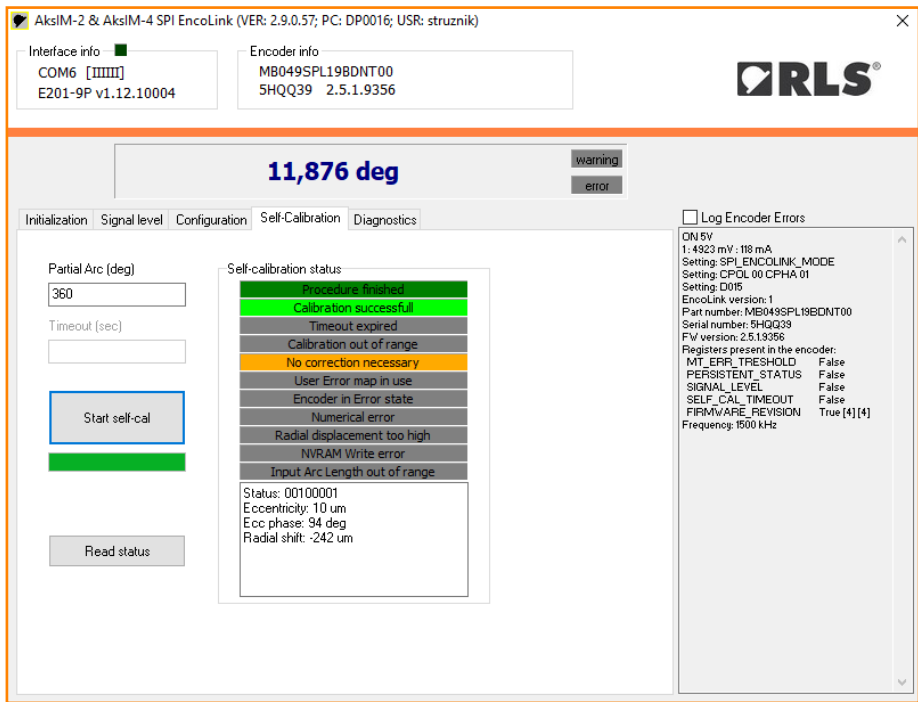 AksIM-2 & AksIM-4 SPI EncoLink (VER: 2.9.0.57; PC: DP0016; USR: struznik)
Interface info
COM6 [IIIIII]
E201-9P v1.12.10004
Encoder info
MB049SPL19BDNT00
5HQQ39 2.5.1.9356
RLS®
11,876 deg
warning
error
Initialization
Signal level
Configuration
Self-Calibration
Diagnostics
Partial Arc (deg)
360
Timeout (sec)
Start self-cal
Read status
Self-calibration status
Procedure finished
Calibration successfull
Timeout expired
Calibration out of range
No correction necessary
User Error map in use
Encoder in Error state
Numerical error
Radial displacement too high
NVRAM Write error
Input Arc Length out of range
Status: 00100001
Eccentricity: 10 um
Ecc phase: 94 deg
Radial shift: -242 um
Log Encoder Errors
ON 5V
1: 4923 mV : 118 mA
Setting: SPI_ENCOLINK_MODE
Setting: CPOL 00 CPHA 01
Setting: D015
EncoLink version: 1
Part number: MB049SPL19BDNT00
Serial number: 5HQQ39
FW version: 2.5.1.9356
Registers present in the encoder:
MT_ERR_TRESHOLD False
PERSISTENT_STATUS False
SIGNAL_LEVEL False
SELF_CAL_TIMEOUT False
FIRMWARE_REVISION True [4] [4]
Frequency: 1500 kHz